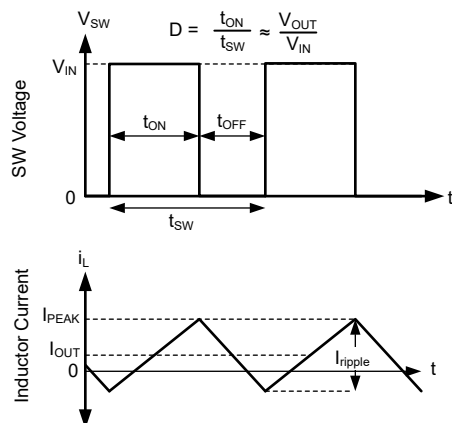 V_SW
D = t_ON / t_SW ≈ V_OUT / V_IN
V_IN
SW Voltage
t_ON
t_OFF
0
t
t_SW
i_L
Inductor Current
I_PEAK
I_OUT
0
I_ripple
t